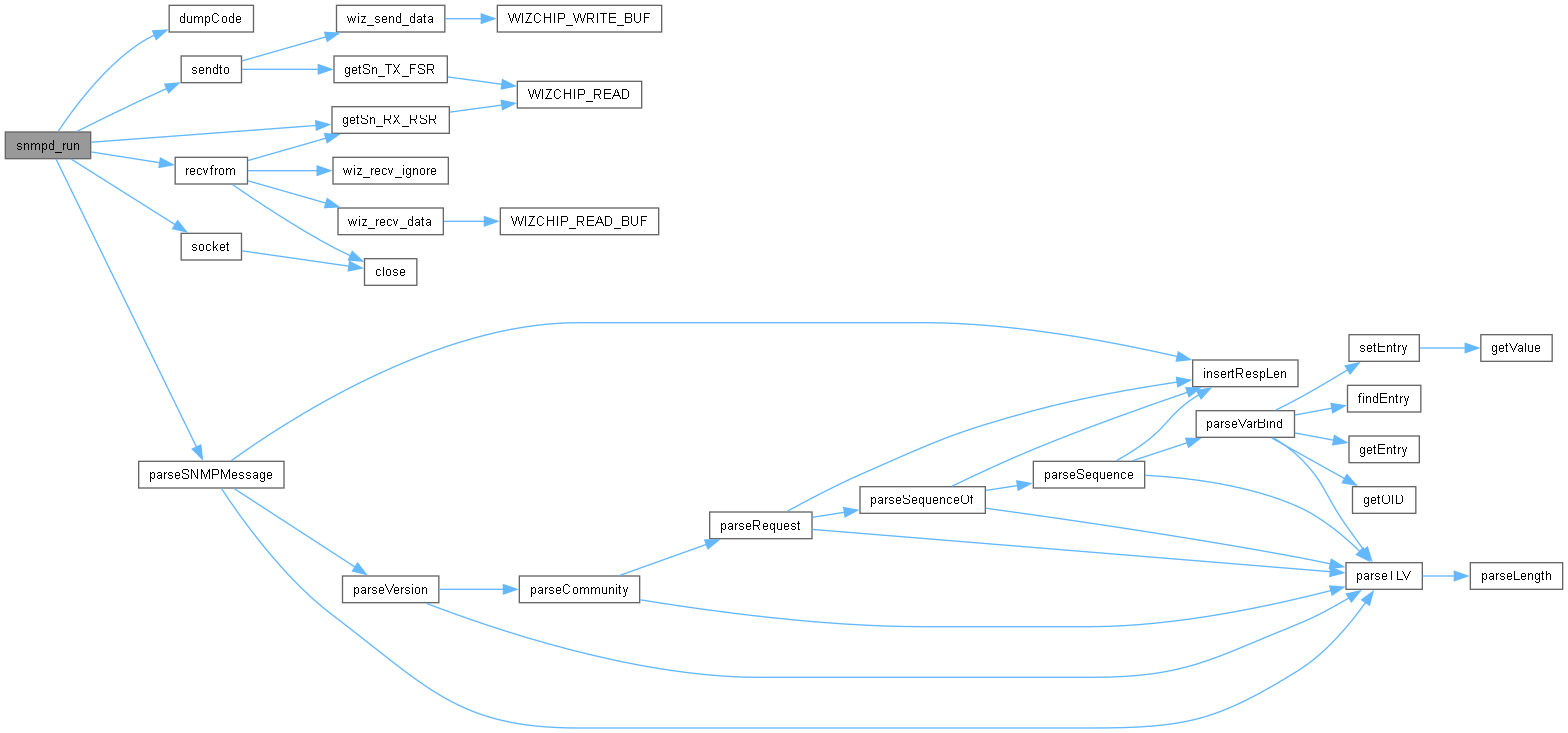 dumpCode
wiz_send_data
WIZCHIP_WRITE_BUF
sendto
getSn_TX_FSR
WIZCHIP_READ
getSn_RX_RSR
snmpd_run
recvfrom
wiz_recv_ignore
wiz_recv_data
WIZCHIP_READ_BUF
socket
close
setEntry
getValue
insertRespLen
findEntry
parseVarBind
getEntry
parseSNMPMessage
parseSequence
parseSequenceOf
getOID
parseRequest
parseVersion
parseCommunity
parseTLV
parseLength